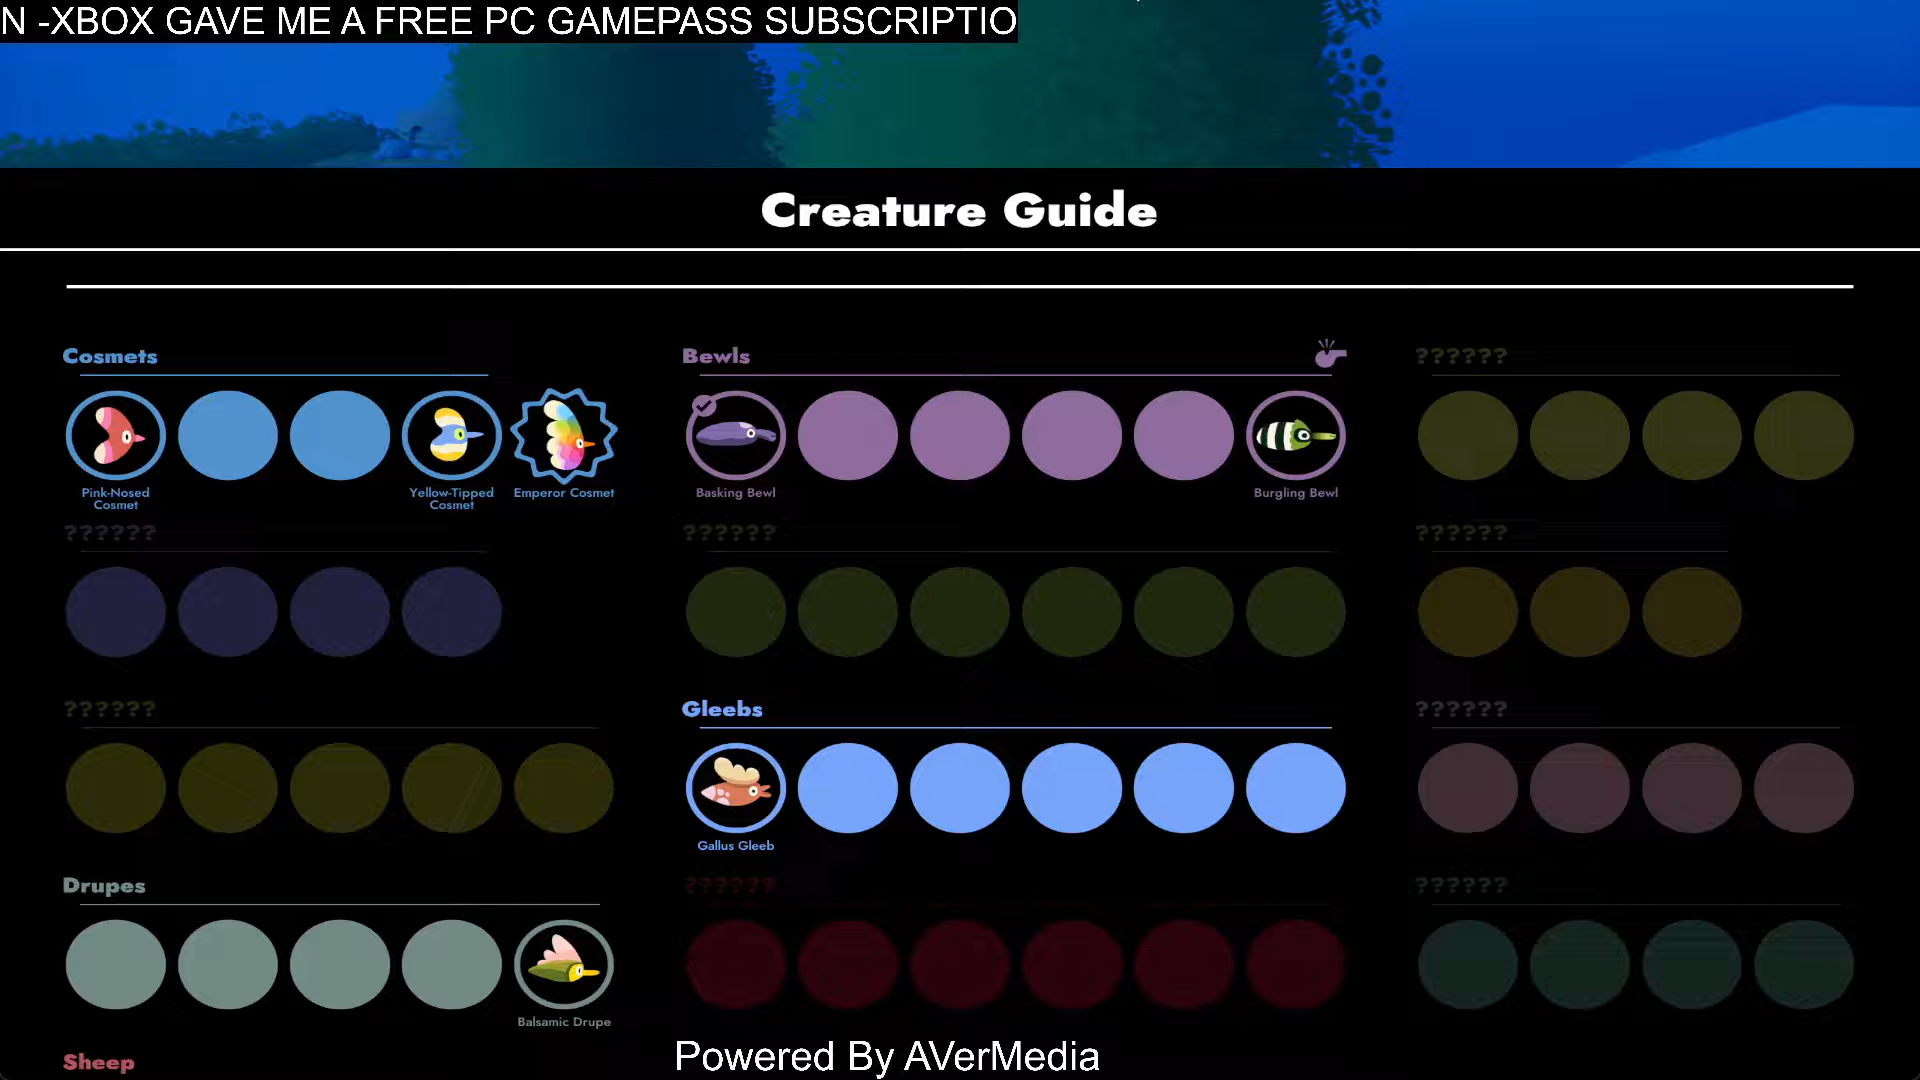 N -XBOX GAVE ME A FREE PC GAMEPASS SUBSCRIPTIO
Creature Guide
Cosmets
Pink-Nosed
Cosmet
Yellow-Tipped
Cosmet
Emperor Cosmet
Bewls
Basking Bewl
Burgling Bewl
??????
??????
??????
??????
??????
Gleebs
Gallus Gleeb
??????
Drupes
Balsamic Drupe
??????
??????
Sheep
Powered By AVerMedia